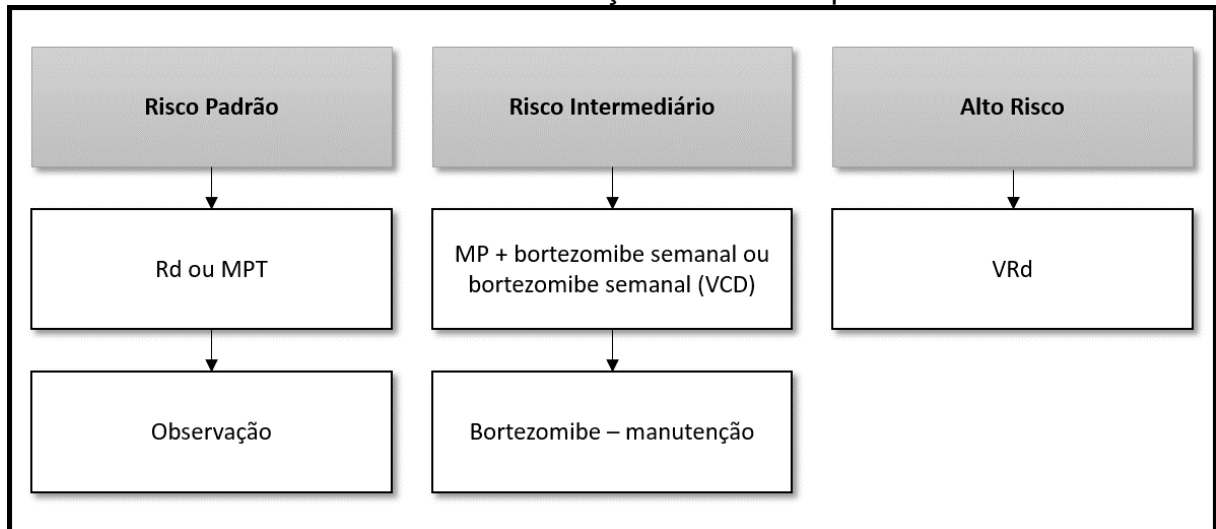 Risco Padrão
Rd ou MPT
Observação
Risco Intermediário
MP + bortezomibe semanal ou
bortezomibe semanal (VCD)
Bortezomibe – manutenção
Alto Risco
VRd